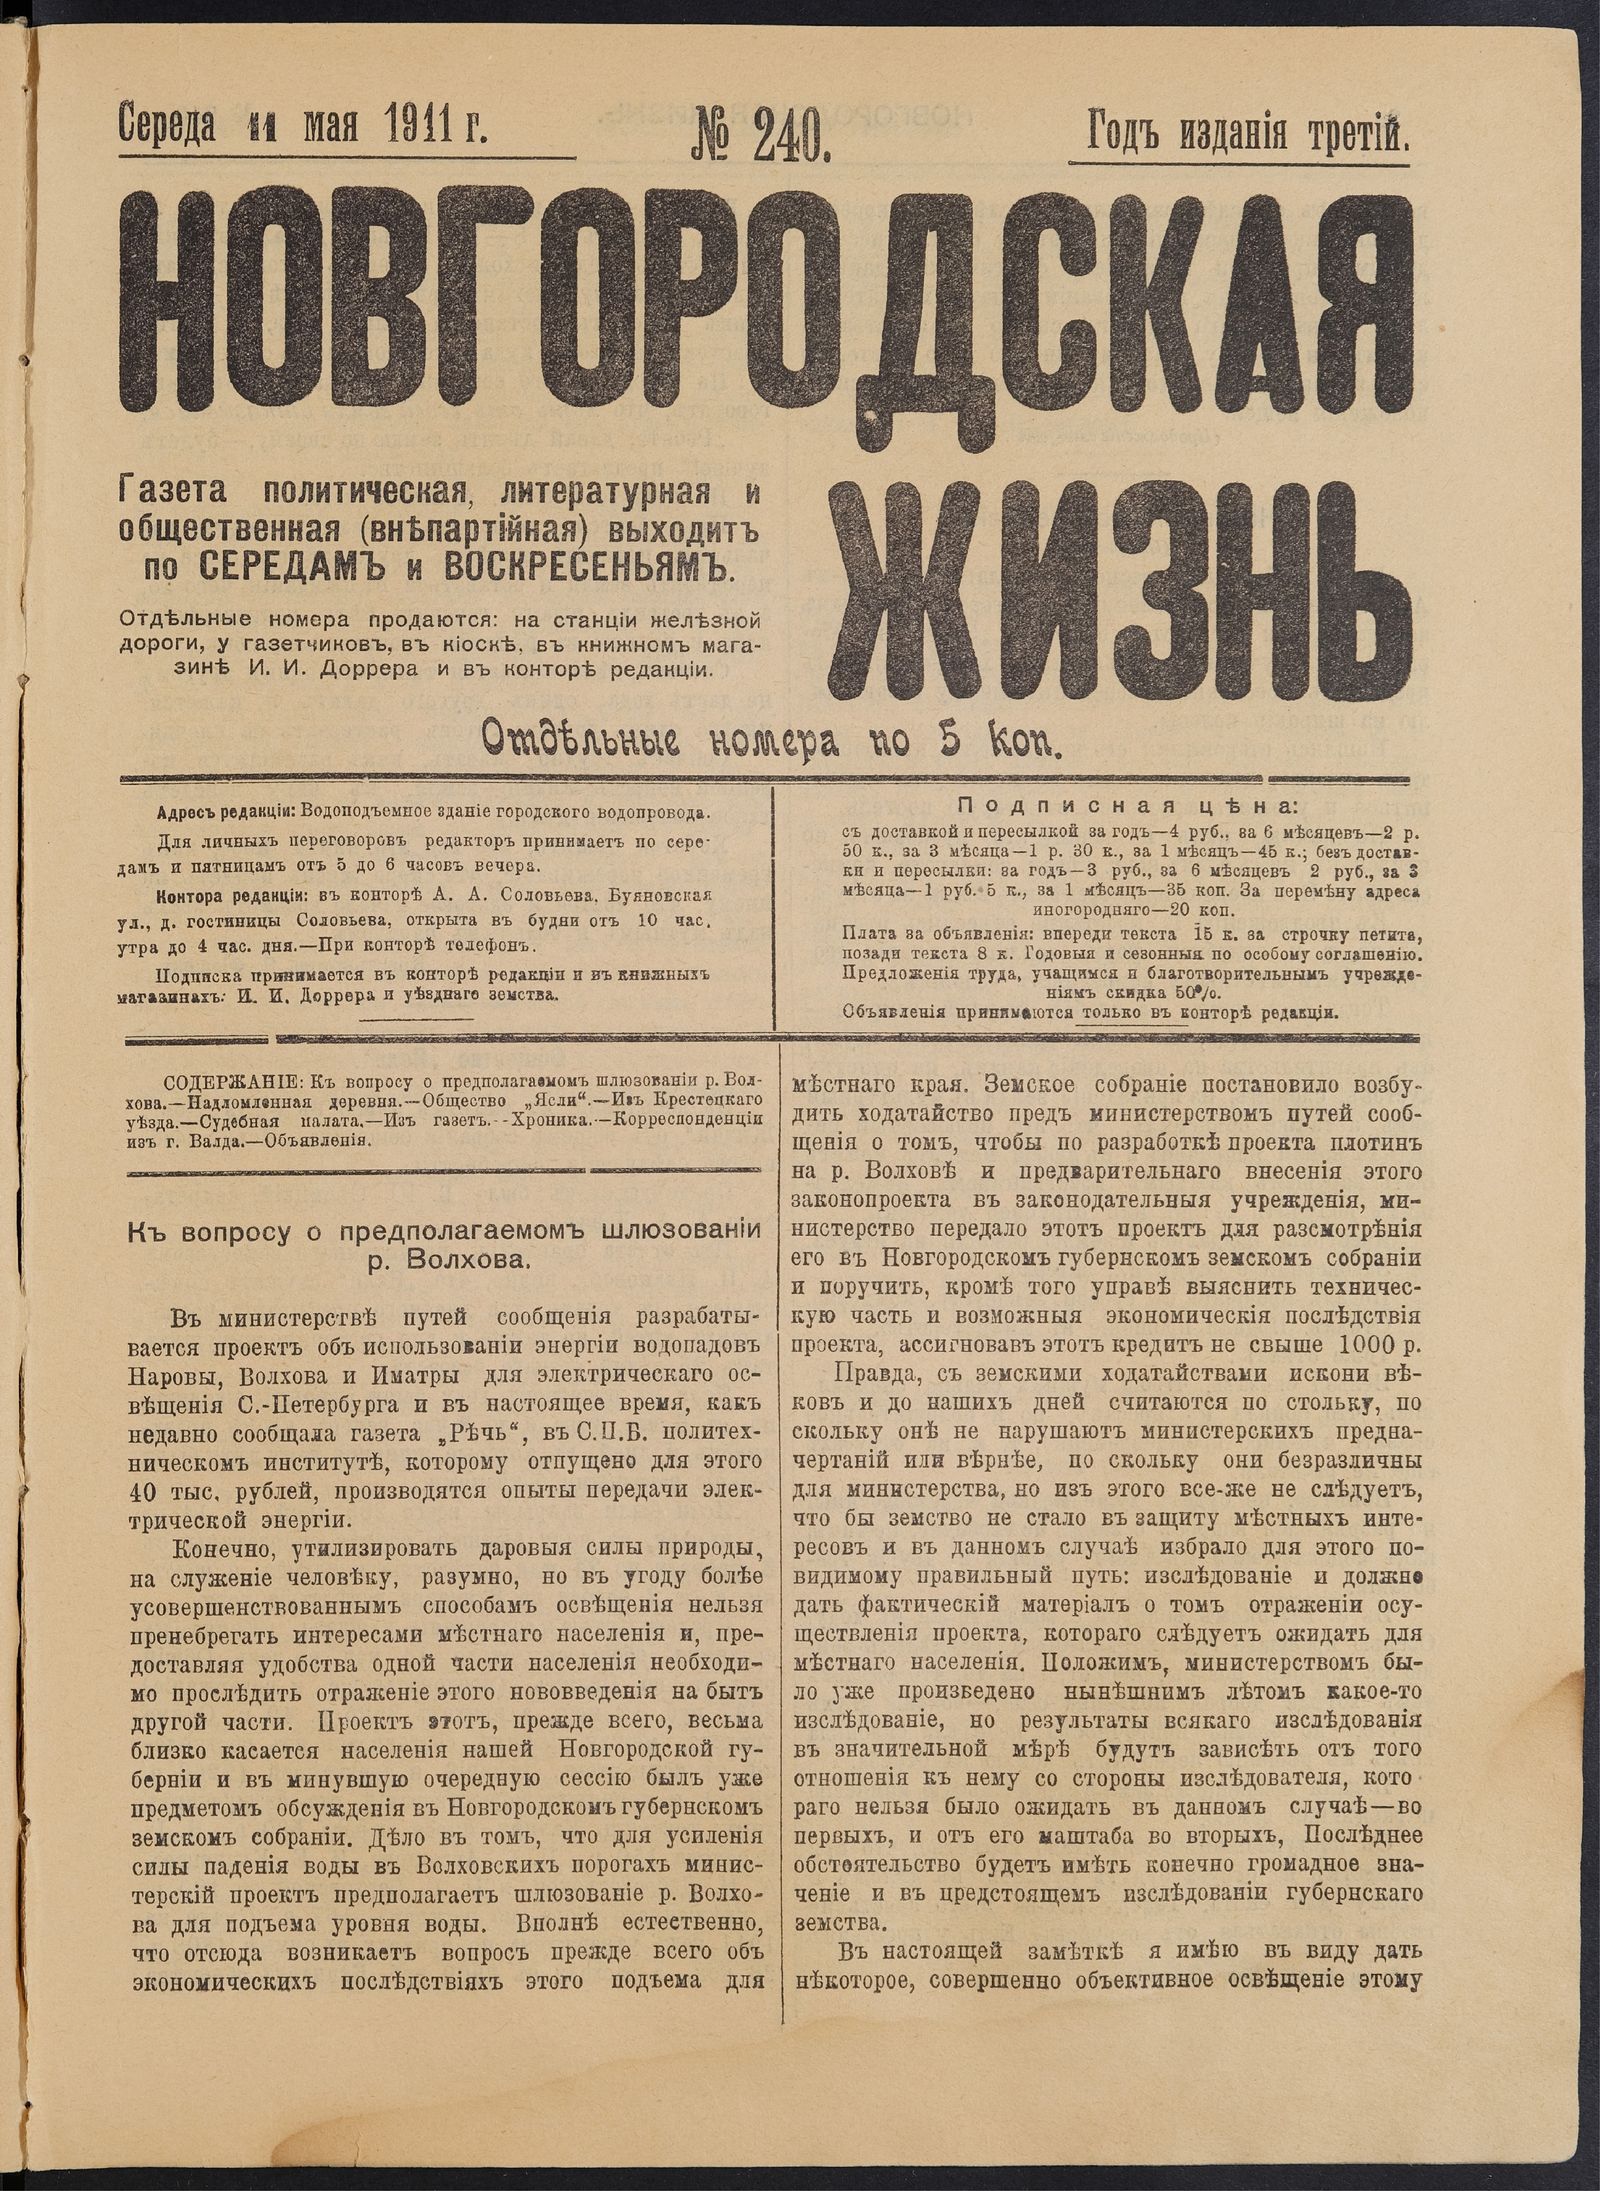 Середа 11 мая 1911 г.
№ 240.
Годъ изданія третій.
НОВГОРОДСКАЯ
ЖИЗНЬ
Газета политическая, литературная и
общественная (внѣпартійная) выходитъ
по СЕРЕДАМЪ и ВОСКРЕСЕНЬЯМЪ.
Отдѣльные номера продаются: на станціи желѣзной
дороги, у газетчиковъ, въ кіоскѣ, въ книжномъ мага-
зинѣ И. И. Доррера и въ конторѣ редакціи.
Отдѣльные номера по 5 коп.
Адресъ редакціи: Водоподъемное зданіе городского водопровода.
Для личныхъ переговоровъ редакторъ принимаетъ по сере-
дамъ и пятницамъ отъ 5 до 6 часовъ вечера.
Контора редакціи: въ конторѣ А. А. Соловьева, Буяновская
ул., д. гостиницы Соловьева, открыта въ будни отъ 10 час.
утра до 4 час. дня.—При конторѣ телефонъ.
Подписка принимается въ конторѣ редакціи и въ книжныхъ
магазинахъ: И. И. Доррера и уѣзднаго земства.
Подписная цѣна:
съ доставкой и пересылкой за годъ—4 руб., за 6 мѣсяцевъ—2 р.
50 к., за 3 мѣсяца—1 р. 30 к., за 1 мѣсяцъ—45 к.; безъ достав-
ки и пересылки: за годъ—3 руб., за 6 мѣсяцевъ 2 руб., за 3
мѣсяца—1 руб. 5 к., за 1 мѣсяцъ—35 коп. За перемѣну адреса
иногородняго—20 коп.
Плата за объявленія: впереди текста 15 к. за строчку петита,
позади текста 8 к. Годовыя и сезонныя по особому соглашенію.
Предложенія труда, учащимся и благотворительнымъ учрежде-
ніямъ скидка 50%.
Объявленія принимаются только въ конторѣ редакціи.
СОДЕРЖАНІЕ: Къ вопросу о предполагаемомъ шлюзованіи р. Вол-
хова.—Надломленная деревня.—Общество „Ясли“.—Изъ Крестецкаго
уѣзда.—Судебная палата.—Изъ газетъ.--Хроника.—Корреспонденціи
изъ г. Валда.—Объявленія.
Къ вопросу о предполагаемомъ шлюзованіи
р. Волхова.
Въ министерствѣ путей сообщенія разрабаты-
вается проектъ объ использованіи энергіи водопадовъ
Наровы, Волхова и Иматры для электрическаго ос-
вѣщенія С.-Петербурга и въ настоящее время, какъ
недавно сообщала газета „Рѣчь“, въ С.П.Б. политех-
ническомъ институтѣ, которому отпущено для этого
40 тыс. рублей, производятся опыты передачи элек-
трической энергіи.
Конечно, утилизировать даровыя силы природы,
на служеніе человѣку, разумно, но въ угоду болѣе
усовершенствованнымъ способамъ освѣщенія нельзя
пренебрегать интересами мѣстнаго населенія и, пре-
доставляя удобства одной части населенія необходи-
мо прослѣдить отраженіе этого нововведенія на бытъ
другой части. Проектъ этотъ, прежде всего, весьма
близко касается населенія нашей Новгородской гу-
берніи и въ минувшую очередную сессію былъ уже
предметомъ обсужденія въ Новгородскомъ губернскомъ
земскомъ собраніи. Дѣло въ томъ, что для усиленія
силы паденія воды въ Волховскихъ порогахъ минис-
терскій проектъ предполагаетъ шлюзованіе р. Волхо-
ва для подъема уровня воды. Вполнѣ естественно,
что отсюда возникаетъ вопросъ прежде всего объ
экономическихъ послѣдствіяхъ этого подъема для
мѣстнаго края. Земское собраніе постановило возбу-
дить ходатайство предъ министерствомъ путей сооб-
щенія о томъ, чтобы по разработкѣ проекта плотинъ
на р. Волховѣ и предварительнаго внесенія этого
законопроекта въ законодательныя учрежденія, ми-
нистерство передало этотъ проектъ для разсмотрѣнія
его въ Новгородскомъ губернскомъ земскомъ собраніи
и поручить, кромѣ того управѣ выяснить техничес-
кую часть и возможныя экономическія послѣдствія
проекта, ассигновавъ этотъ кредитъ не свыше 1000 р.
Правда, съ земскими ходатайствами искони вѣ-
ковъ и до нашихъ дней считаются по стольку, по
скольку онѣ не нарушаютъ министерскихъ предна-
чертаній или вѣрнѣе, по скольку они безразличны
для министерства, но изъ этого все-же не слѣдуетъ,
что бы земство не стало въ защиту мѣстныхъ инте-
ресовъ и въ данномъ случаѣ избрало для этого по-
видимому правильный путь: изслѣдованіе и должно
дать фактическій матеріалъ о томъ отраженіи осу-
ществленія проекта, котораго слѣдуетъ ожидать для
мѣстнаго населенія. Положимъ, министерствомъ бы-
ло уже произведено нынѣшнимъ лѣтомъ какое-то
изслѣдованіе, но результаты всякаго изслѣдованія
въ значительной мѣрѣ будутъ зависѣть отъ того
отношенія къ нему со стороны изслѣдователя, кото
раго нельзя было ожидать въ данномъ случаѣ—во
первыхъ, и отъ его маштаба во вторыхъ, Послѣднее
обстоятельство будетъ имѣть конечно громадное зна-
ченіе и въ предстоящемъ изслѣдованіи губернскаго
земства.
Въ настоящей замѣткѣ я имѣю въ виду дать
нѣкоторое, совершенно объективное освѣщеніе этому